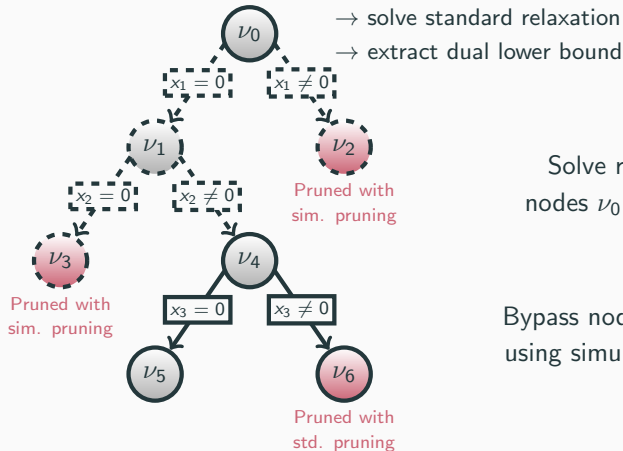 ν0
→ solve standard relaxation
→ extract dual lower bound
x1 = 0
x1 ≠ 0
ν1
ν2
Pruned with
sim. pruning
Solve
nodes ν0
x2 = 0
x2 ≠ 0
ν3
Pruned with
sim. pruning
ν4
x3 = 0
x3 ≠ 0
Bypass
using
ν5
ν6
Pruned with
std. pruning